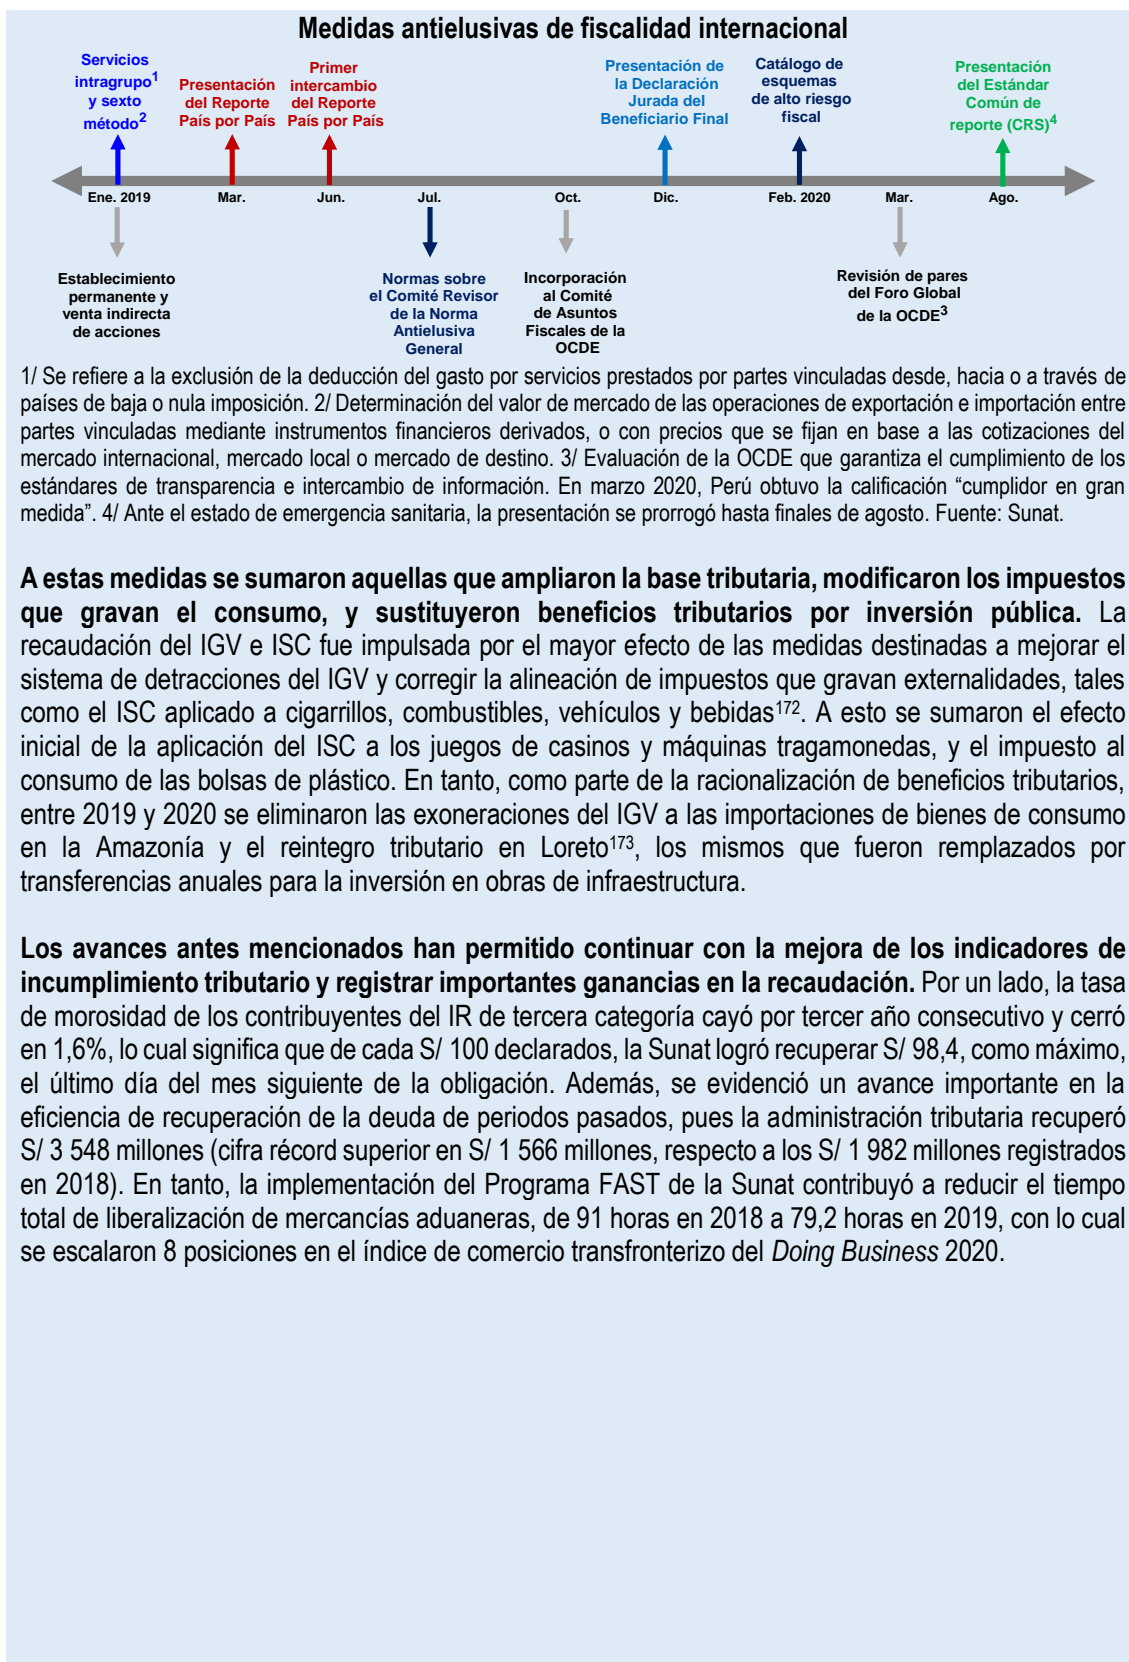 Medidas antielusivas de fiscalidad internacional
Servicios
intragrupo1
y sexto
método2
Presentación
del Reporte
País por País
Primer
intercambio
del Reporte
País por País
Presentación de
la Declaración
Jurada del
Beneficiario Final
Catálogo de
esquemas
de alto riesgo
fiscal
Presentación
del Estándar
Común de
reporte (CRS)4
Ene. 2019 Mar. Jun. Jul. Oct. Dic. Feb. 2020 Mar. Ago.
Establecimiento
permanente y
venta indirecta
de acciones
Normas sobre
el Comité Revisor
de la Norma
Antielusiva
General
Incorporación
al Comité
de Asuntos
Fiscales de la
OCDE
Revisión de pares
del Foro Global
de la OCDE3
1/ Se refiere a la exclusión de la deducción del gasto por servicios prestados por partes vinculadas desde, hacia o a través de
países de baja o nula imposición. 2/ Determinación del valor de mercado de las operaciones de exportación e importación entre
partes vinculadas mediante instrumentos financieros derivados, o con precios que se fijan en base a las cotizaciones del
mercado internacional, mercado local o mercado de destino. 3/ Evaluación de la OCDE que garantiza el cumplimiento de los
estándares de transparencia e intercambio de información. En marzo 2020, Perú obtuvo la calificación “cumplidor en gran
medida”. 4/ Ante el estado de emergencia sanitaria, la presentación se prorrogó hasta finales de agosto. Fuente: Sunat.
A estas medidas se sumaron aquellas que ampliaron la base tributaria, modificaron los impuestos
que gravan el consumo, y sustituyeron beneficios tributarios por inversión pública. La
recaudación del IGV e ISC fue impulsada por el mayor efecto de las medidas destinadas a mejorar el
sistema de detracciones del IGV y corregir la alineación de impuestos que gravan externalidades, tales
como el ISC aplicado a cigarrillos, combustibles, vehículos y bebidas172. A esto se sumaron el efecto
inicial de la aplicación del ISC a los juegos de casinos y máquinas tragamonedas, y el impuesto al
consumo de las bolsas de plástico. En tanto, como parte de la racionalización de beneficios tributarios,
entre 2019 y 2020 se eliminaron las exoneraciones del IGV a las importaciones de bienes de consumo
en la Amazonía y el reintegro tributario en Loreto173, los mismos que fueron remplazados por
transferencias anuales para la inversión en obras de infraestructura.
Los avances antes mencionados han permitido continuar con la mejora de los indicadores de
incumplimiento tributario y registrar importantes ganancias en la recaudación. Por un lado, la tasa
de morosidad de los contribuyentes del IR de tercera categoría cayó por tercer año consecutivo y cerró
en 1,6%, lo cual significa que de cada S/ 100 declarados, la Sunat logró recuperar S/ 98,4, como máximo,
el último día del mes siguiente de la obligación. Además, se evidenció un avance importante en la
eficiencia de recuperación de la deuda de periodos pasados, pues la administración tributaria recuperó
S/ 3 548 millones (cifra récord superior en S/ 1 566 millones, respecto a los S/ 1 982 millones registrados
en 2018). En tanto, la implementación del Programa FAST de la Sunat contribuyó a reducir el tiempo
total de liberalización de mercancías aduaneras, de 91 horas en 2018 a 79,2 horas en 2019, con lo cual
se escalaron 8 posiciones en el índice de comercio transfronterizo del Doing Business 2020.